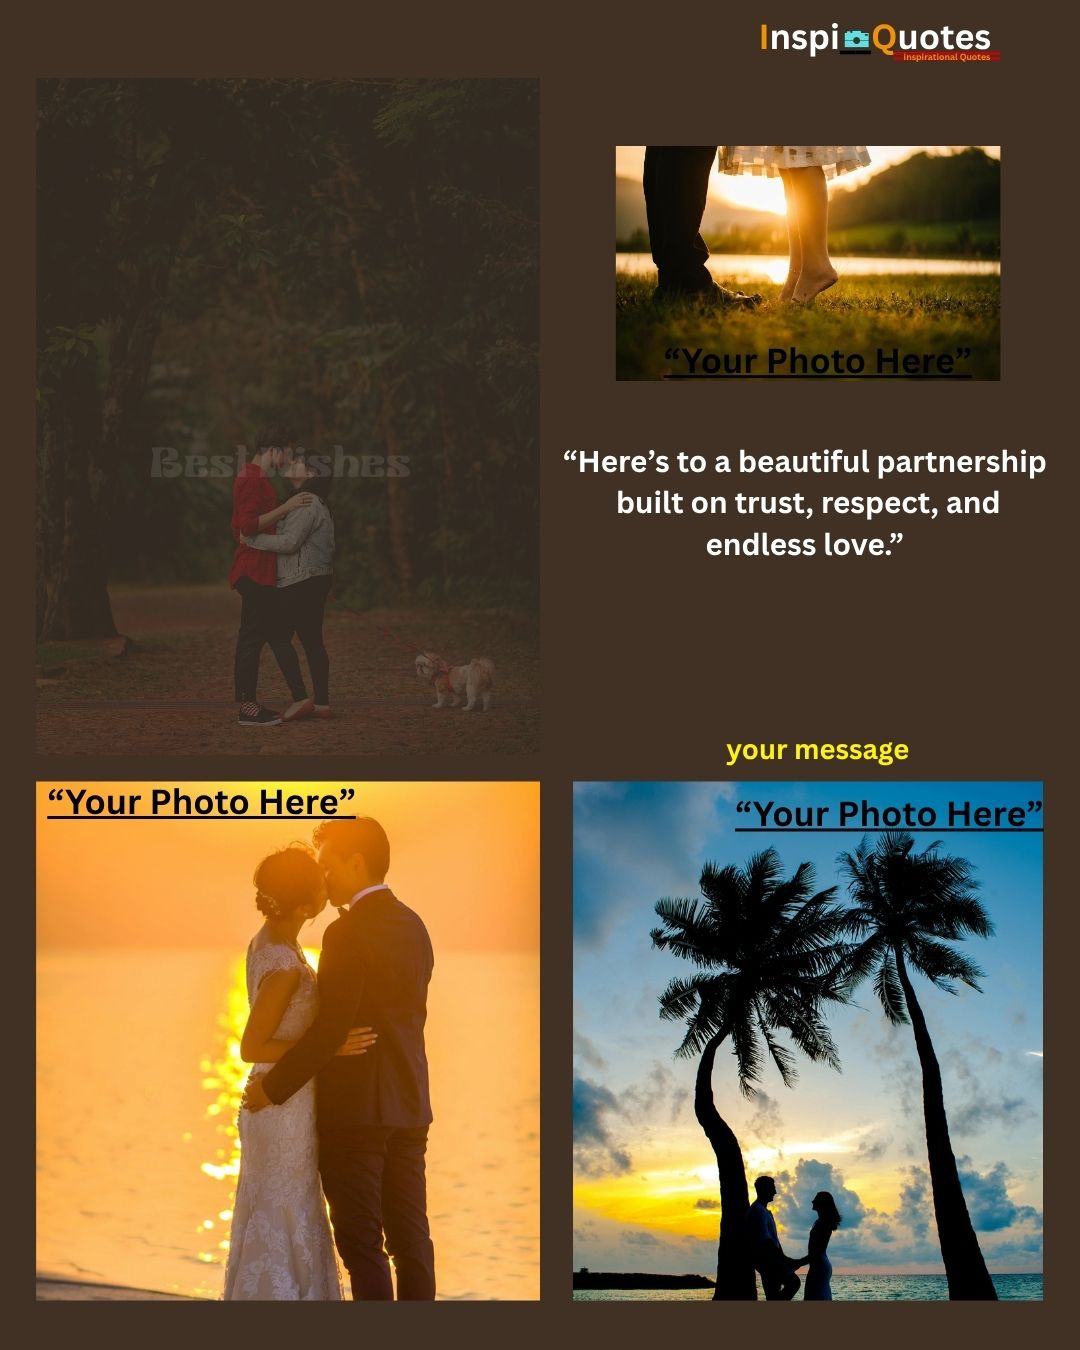 InspiQuotes
inspirational Quotes
“Your Photo Here”
Best Wishes
“Here’s to a beautiful partnership
built on trust, respect, and
endless love.”
your message
“Your Photo Here”
“Your Photo Here”